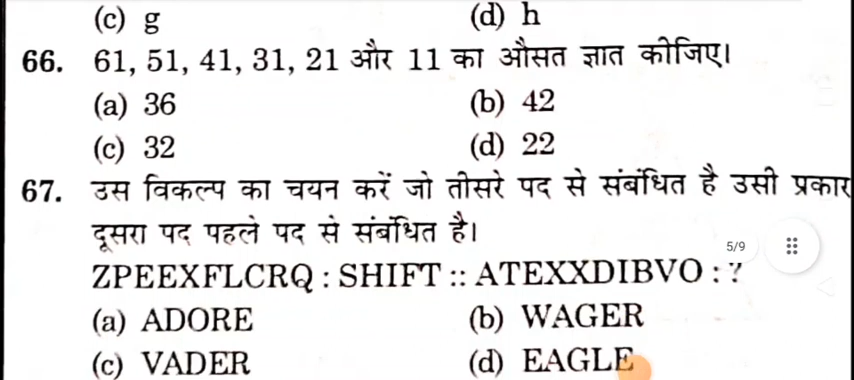 (c) g (d) h
66. 61, 51, 41, 31, 21 और 11 का औसत ज्ञात कीजिए।
(a) 36 (b) 42
(c) 32 (d) 22
67. उस विकल्प का चयन करें जो तीसरे पद से संबंधित है उसी प्रकार
दूसरा पद पहले पद से संबंधित है।
5/9
ZPEEXFLCRQ : SHIFT :: ATEXXDIBVO : ?
(a) ADORE (b) WAGER
(c) VADER (d) EAGLE